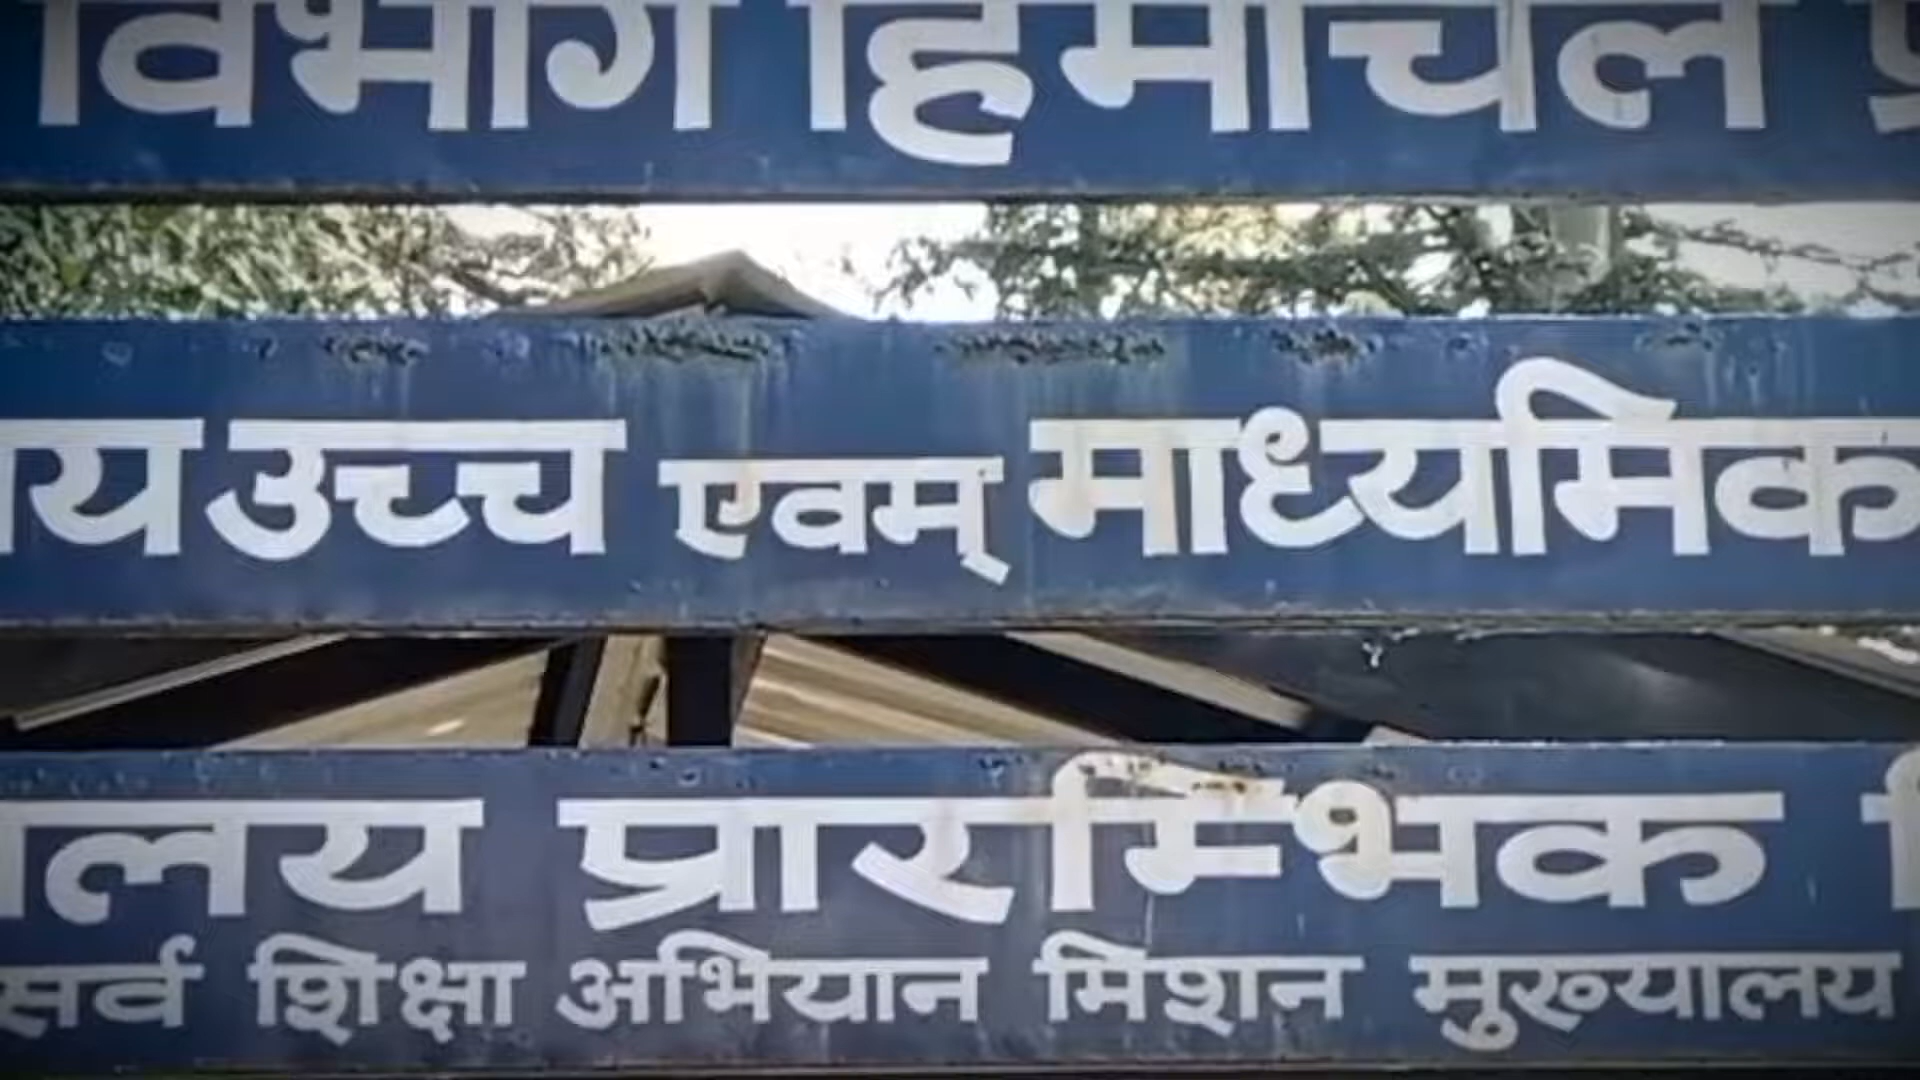 विभाग हिमाचल प्र
य उच्च एवम् माध्यमिक
लय प्रारम्भिक
सर्व शिक्षा अभियान मिशन मुख्यालय